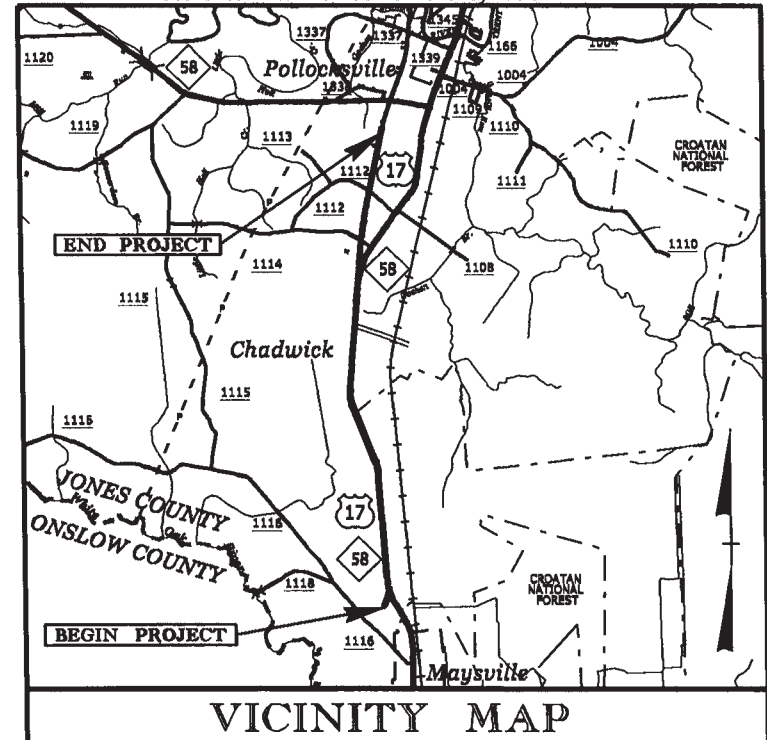 1345
1337
1337
1166
1004
1120
58
1339
Pollocksville
1004
1004
1109
1119
1113
1110
CROATAN
NATIONAL
FOREST
1112
17
1111
1112
END PROJECT
1110
1114
58
1108
1115
Chadwick
1115
1116
JONES COUNTY
ONSLOW COUNTY
17
1116
58
1118
CROATAN
NATIONAL
FOREST
BEGIN PROJECT
1116
Maysville
VICINITY MAP